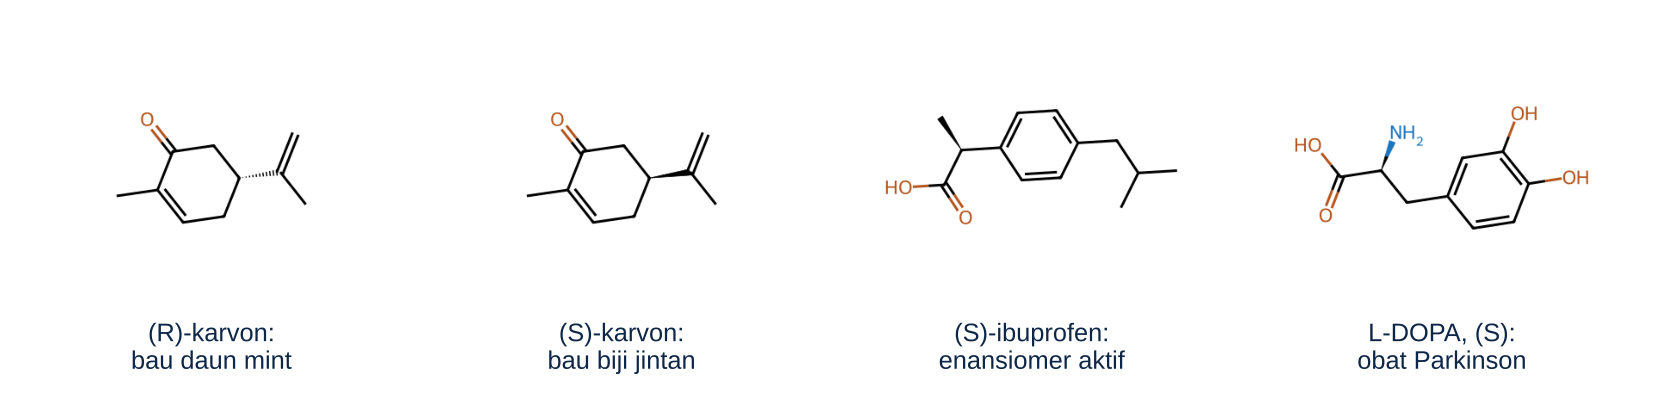 O
O
HO
O
HO
O
NH2
OH
OH
(R)-karvon:
bau daun mint
(S)-karvon:
bau biji jintan
(S)-ibuprofen:
enansiomer aktif
L-DOPA, (S):
obat Parkinson